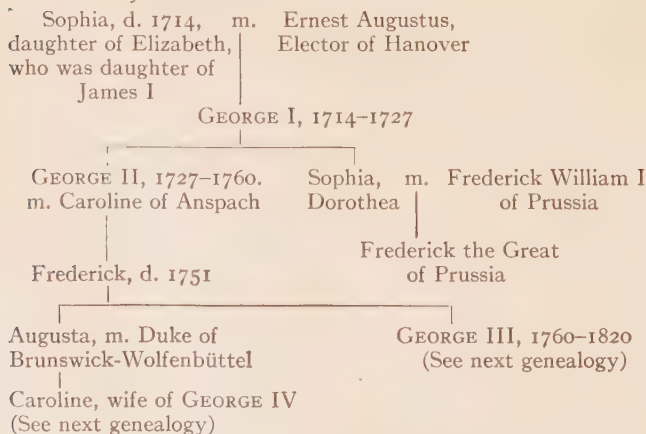 Sophia, d. 1714, m. Ernest Augustus,
daughter of Elizabeth, Elector of Hanover
who was daughter of
James I
GEORGE I, 1714–1727
GEORGE II, 1727–1760. Sophia, m. Frederick William I
m. Caroline of Anspach Dorothea of Prussia
Frederick the Great
Frederick, d. 1751 of Prussia
Augusta, m. Duke of GEORGE III, 1760–1820
Brunswick-Wolfenbüttel (See next genealogy)
Caroline, wife of GEORGE IV
(See next genealogy)